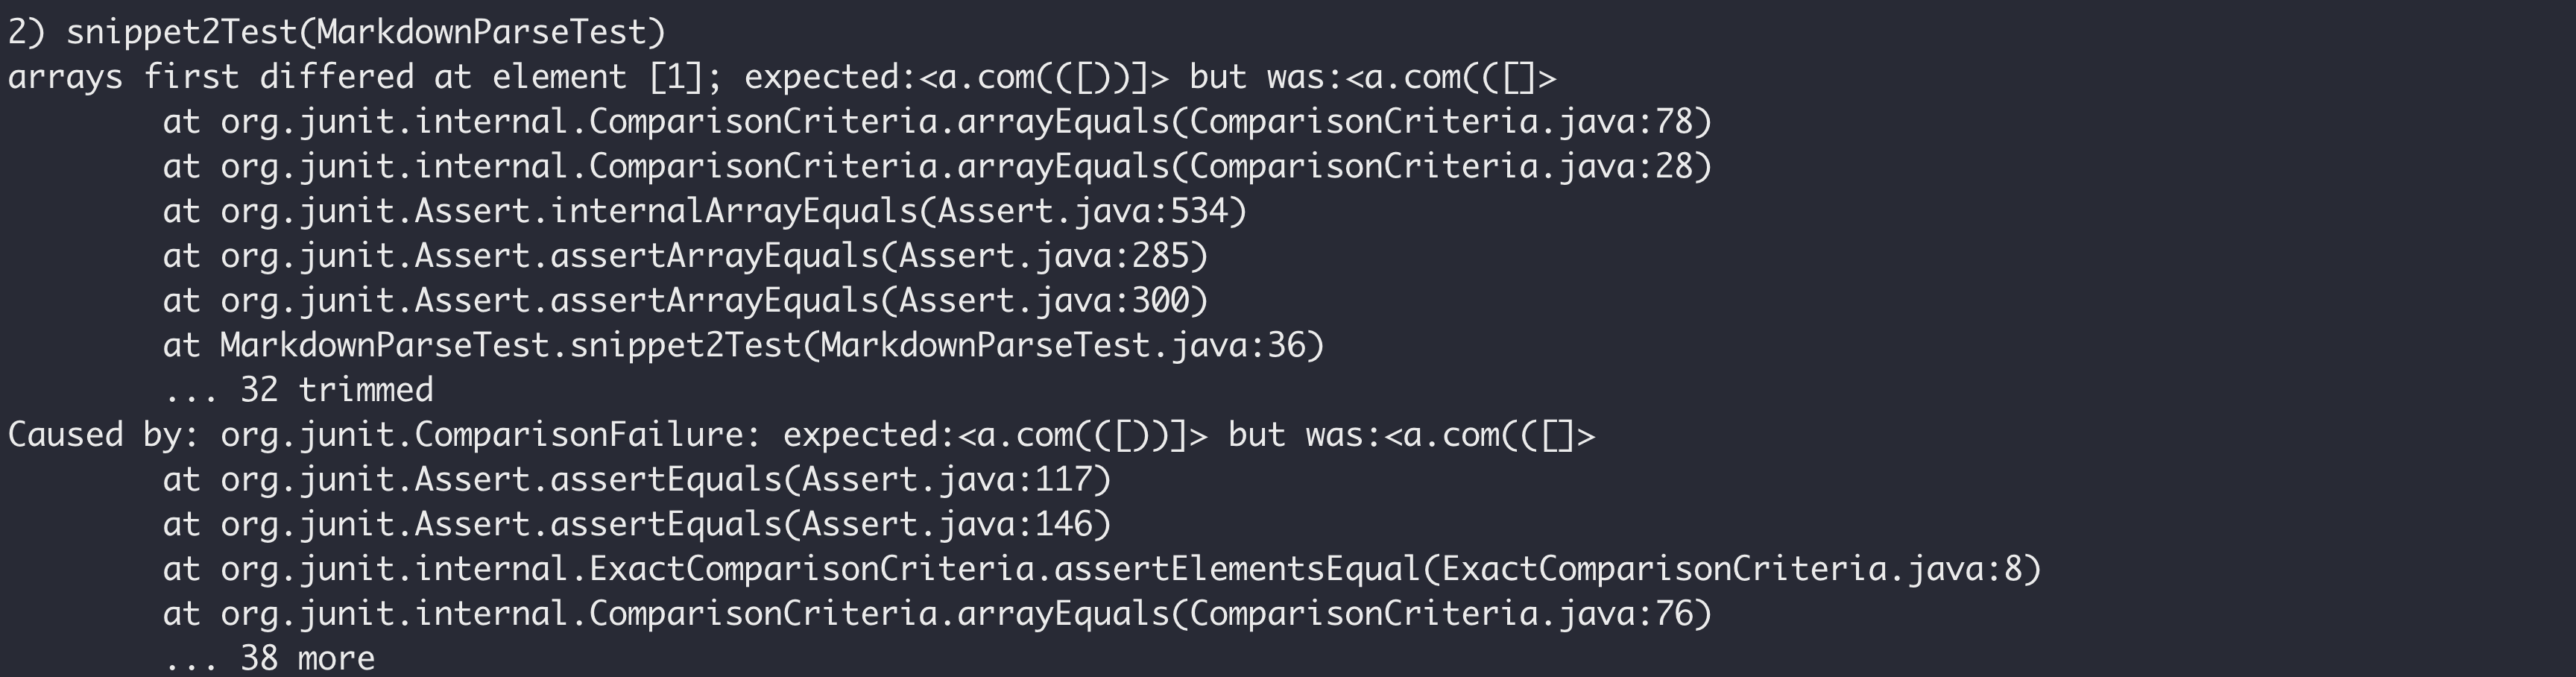 2) snippet2Test(MarkdownParseTest)
arrays first differed at element [1]; expected:<a.com(([))]> but was:<a.com(([]>
at org.junit.internal.ComparisonCriteria.arrayEquals(ComparisonCriteria.java:78)
at org.junit.internal.ComparisonCriteria.arrayEquals(ComparisonCriteria.java:28)
at org.junit.Assert.internalArrayEquals(Assert.java:534)
at org.junit.Assert.assertArrayEquals(Assert.java:285)
at org.junit.Assert.assertArrayEquals(Assert.java:300)
at MarkdownParseTest.snippet2Test(MarkdownParseTest.java:36)
... 32 trimmed
Caused by: org.junit.ComparisonFailure: expected:<a.com(([))]> but was:<a.com(([]>
at org.junit.Assert.assertEquals(Assert.java:117)
at org.junit.Assert.assertEquals(Assert.java:146)
at org.junit.internal.ExactComparisonCriteria.assertElementsEqual(ExactComparisonCriteria.java:8)
at org.junit.internal.ComparisonCriteria.arrayEquals(ComparisonCriteria.java:76)
... 38 more